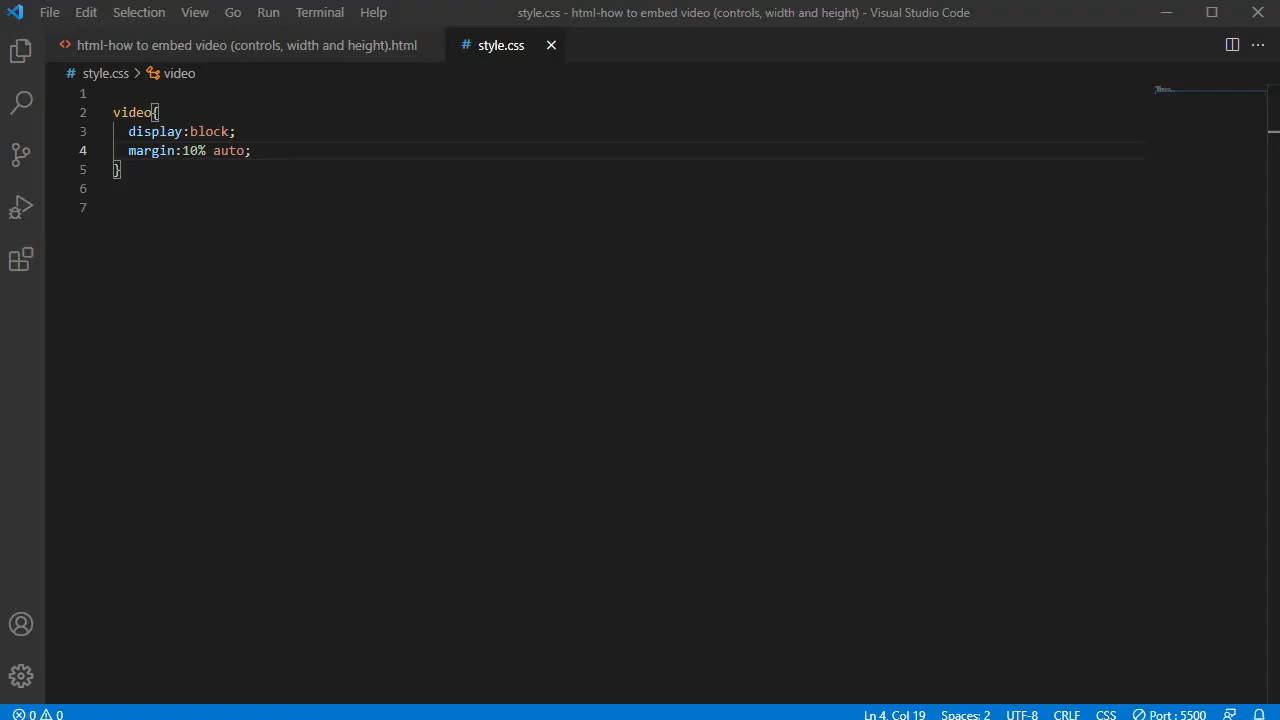 File Edit Selection View Go Run Terminal Help style.css - html-how to embed video (controls, width and height) - Visual Studio Code
<> html-how to embed video (controls, width and height).html # style.css
# style.css > video
1
2 video{
3 display:block;
4 margin:10% auto;
5 }
6
7
0 0 Ln 4, Col 19 Spaces: 2 UTF-8 CRLF CSS Port : 5500